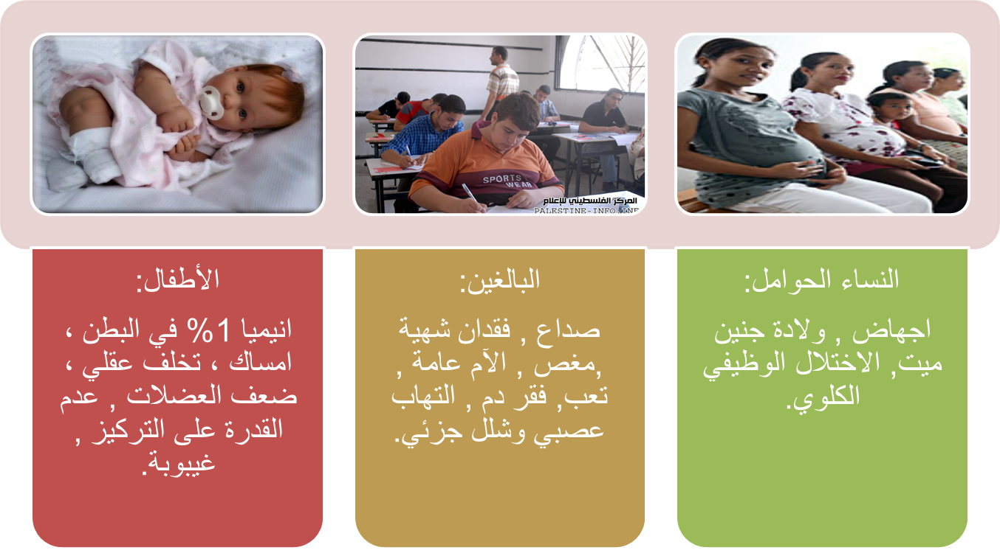 SPORTS
WEAR
المركز الفلسطيني للإعلام
PALESTINE-INFO.INF
النساء الحوامل:
اجهاض , ولادة جنين
ميت, الاختلال الوظيفي
الكلوي.
البالغين:
صداع , فقدان شهية
,مغص , الآم عامة ,
تعب, فقر دم , التهاب
عصبي وشلل جزئي.
الأطفال:
انيميا 1% في البطن ،
امساك ، تخلف عقلي ،
ضعف العضلات , عدم
القدرة على التركيز ,
غيبوبة.